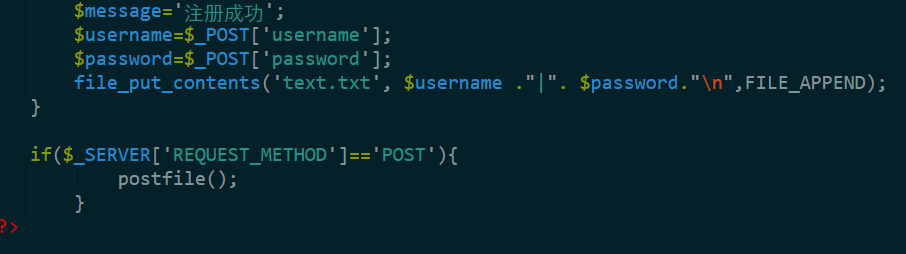 $message='注册成功';
$username=$_POST['username'];
$password=$_POST['password'];
file_put_contents('text.txt', $username ."|". $password."\n",FILE_APPEND);
}
if($_SERVER['REQUEST_METHOD']=='POST'){
postfile();
}
?>